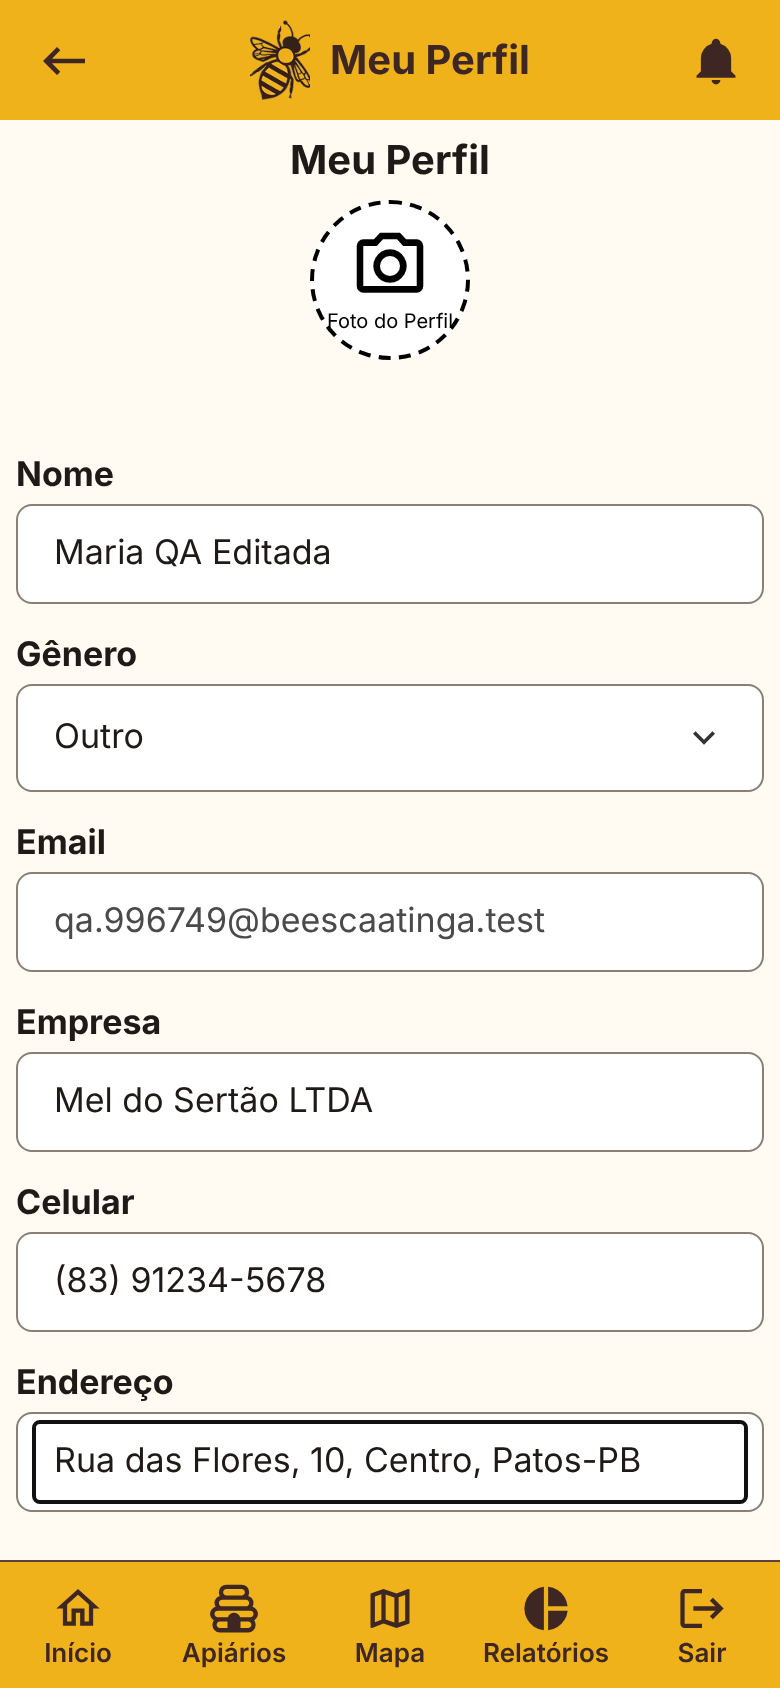 Meu Perfil
Meu Perfil
Foto do Perfil
Nome
Maria QA Editada
Gênero
Outro
Email
qa.996749@beescaatinga.test
Empresa
Mel do Sertão LTDA
Celular
(83) 91234-5678
Endereço
Rua das Flores, 10, Centro, Patos-PB
Início Apiários Mapa Relatórios Sair